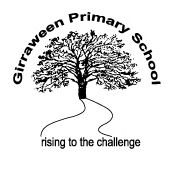 Girraween Primary School
rising to the challenge